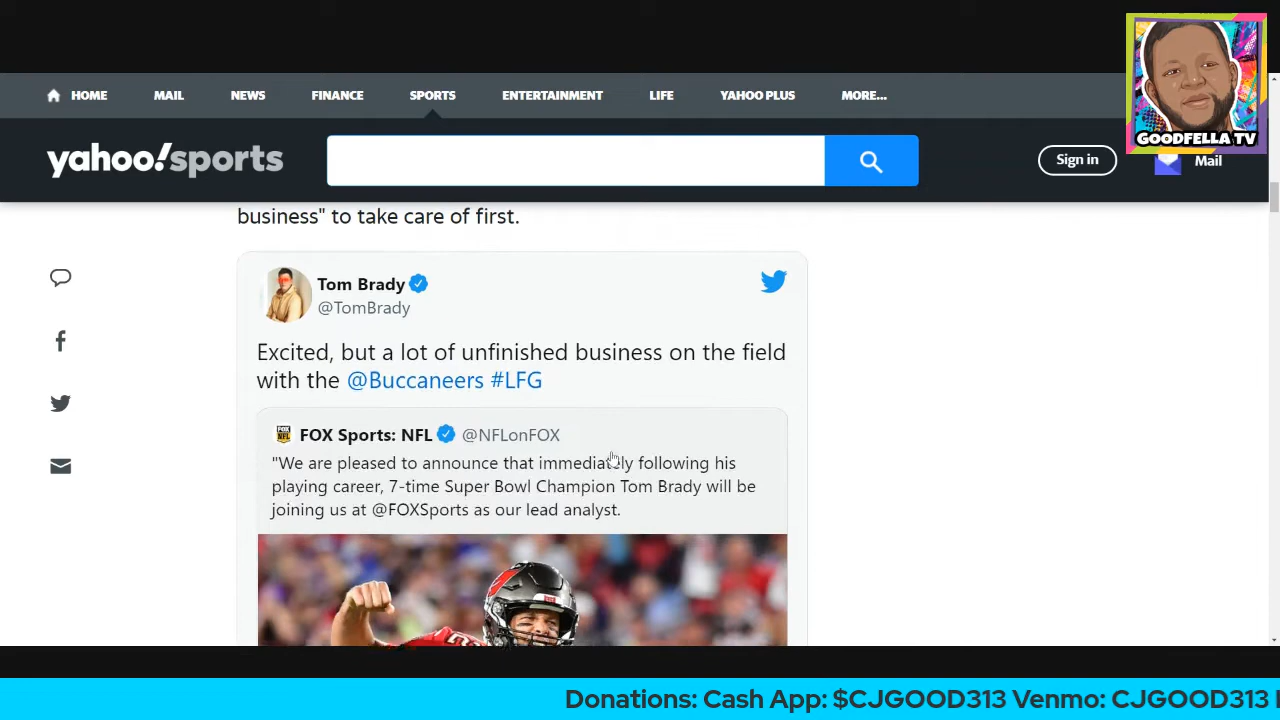 GOODFELLA TV
HOME MAIL NEWS FINANCE SPORTS ENTERTAINMENT LIFE YAHOO PLUS MORE...
yahoo!sports
Sign in
Mail
business" to take care of first.
Tom Brady
@TomBrady
Excited, but a lot of unfinished business on the field
with the @Buccaneers #LFG
FOX NFL
FOX Sports: NFL @NFLonFOX
"We are pleased to announce that immediately following his
playing career, 7-time Super Bowl Champion Tom Brady will be
joining us at @FOXSports as our lead analyst.
Donations: Cash App: $CJGOOD313 Venmo: CJGOOD313